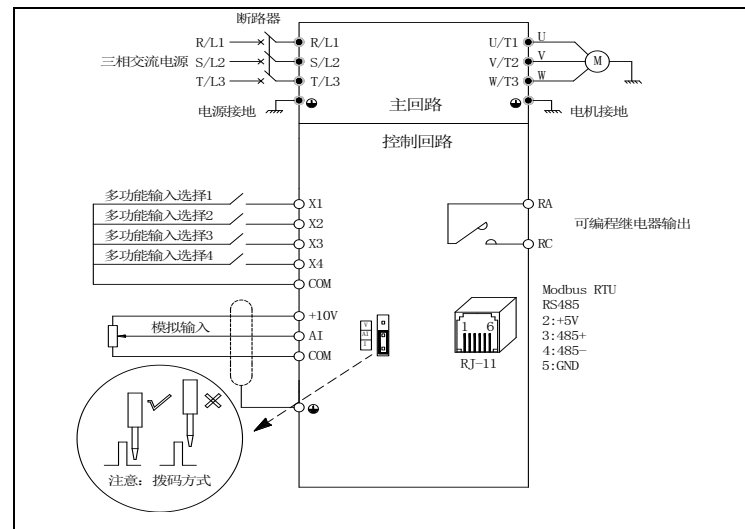 断路器
R/L1 R/L1 U/T1 U
三相交流电源 S/L2 S/L2 V/T2 V M
T/L3 T/L3 W/T3 W
电源接地 主回路 电机接地
控制回路
多功能输入选择1 X1 RA
多功能输入选择2 X2 可编程继电器输出
多功能输入选择3 X3 RC
多功能输入选择4 X4
COM
Modbus RTU
RS485
2:+5V
3:485+
4:485-
5:GND
+10V
模拟输入 AI
COM
V
AI
I
1 6
RJ-11
注意：拨码方式